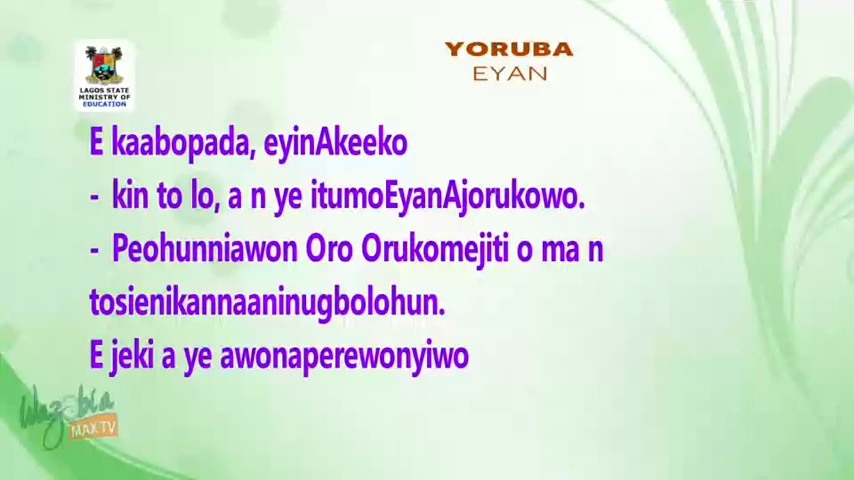 LAGOS STATE
MINISTRY OF
EDUCATION
YORUBA
EYAN
E kaabopada, eyinAkeeko
- kin to lo, a n ye itumoEyanAjorukowo.
- Peohunniawon Oro Orukomejiti o ma n
tosienikannaaninugbolohun.
E jeki a ye awonaperewonyiwo
Wazobia
MAX TV